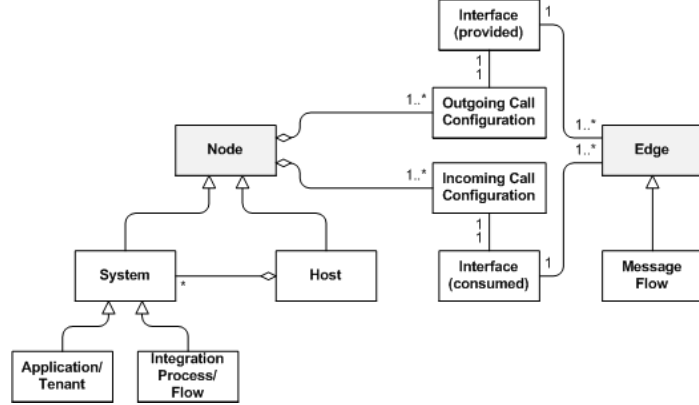 Interface
(provided)
1
1
1
1..*
Outgoing Call
Configuration
1..*
Node
Edge
1..*
1..*
Incoming Call
Configuration
1
1
System
*
Host
Interface
(consumed)
1
Message
Flow
Application/
Tenant
Integration
Process/
Flow